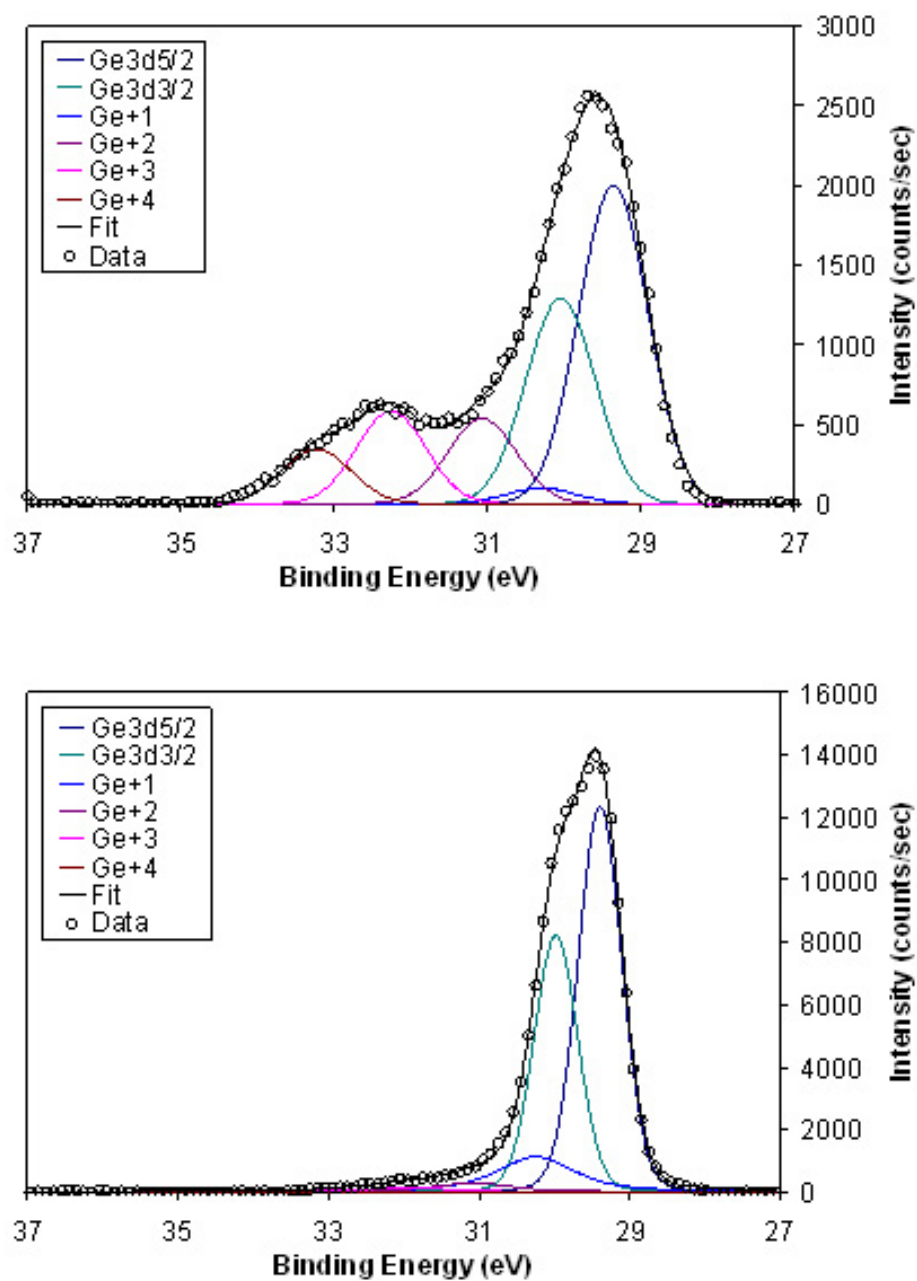 Ge3d5/2
Ge3d3/2
Ge+1
Ge+2
Ge+3
Ge+4
Fit
Data
3000
2500
2000
1500
1000
500
0
Intensity (counts/sec)
37 35 33 31 29 27
Binding Energy (eV)
Ge3d5/2
Ge3d3/2
Ge+1
Ge+2
Ge+3
Ge+4
Fit
Data
16000
14000
12000
10000
8000
6000
4000
2000
0
Intensity (counts/sec)
37 35 33 31 29 27
Binding Energy (eV)